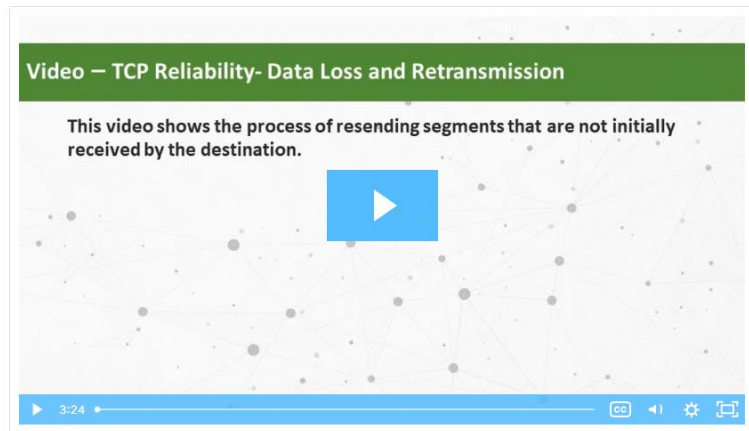 Video – TCP Reliability- Data Loss and Retransmission
This video shows the process of resending segments that are not initially
received by the destination.
3:24
CC